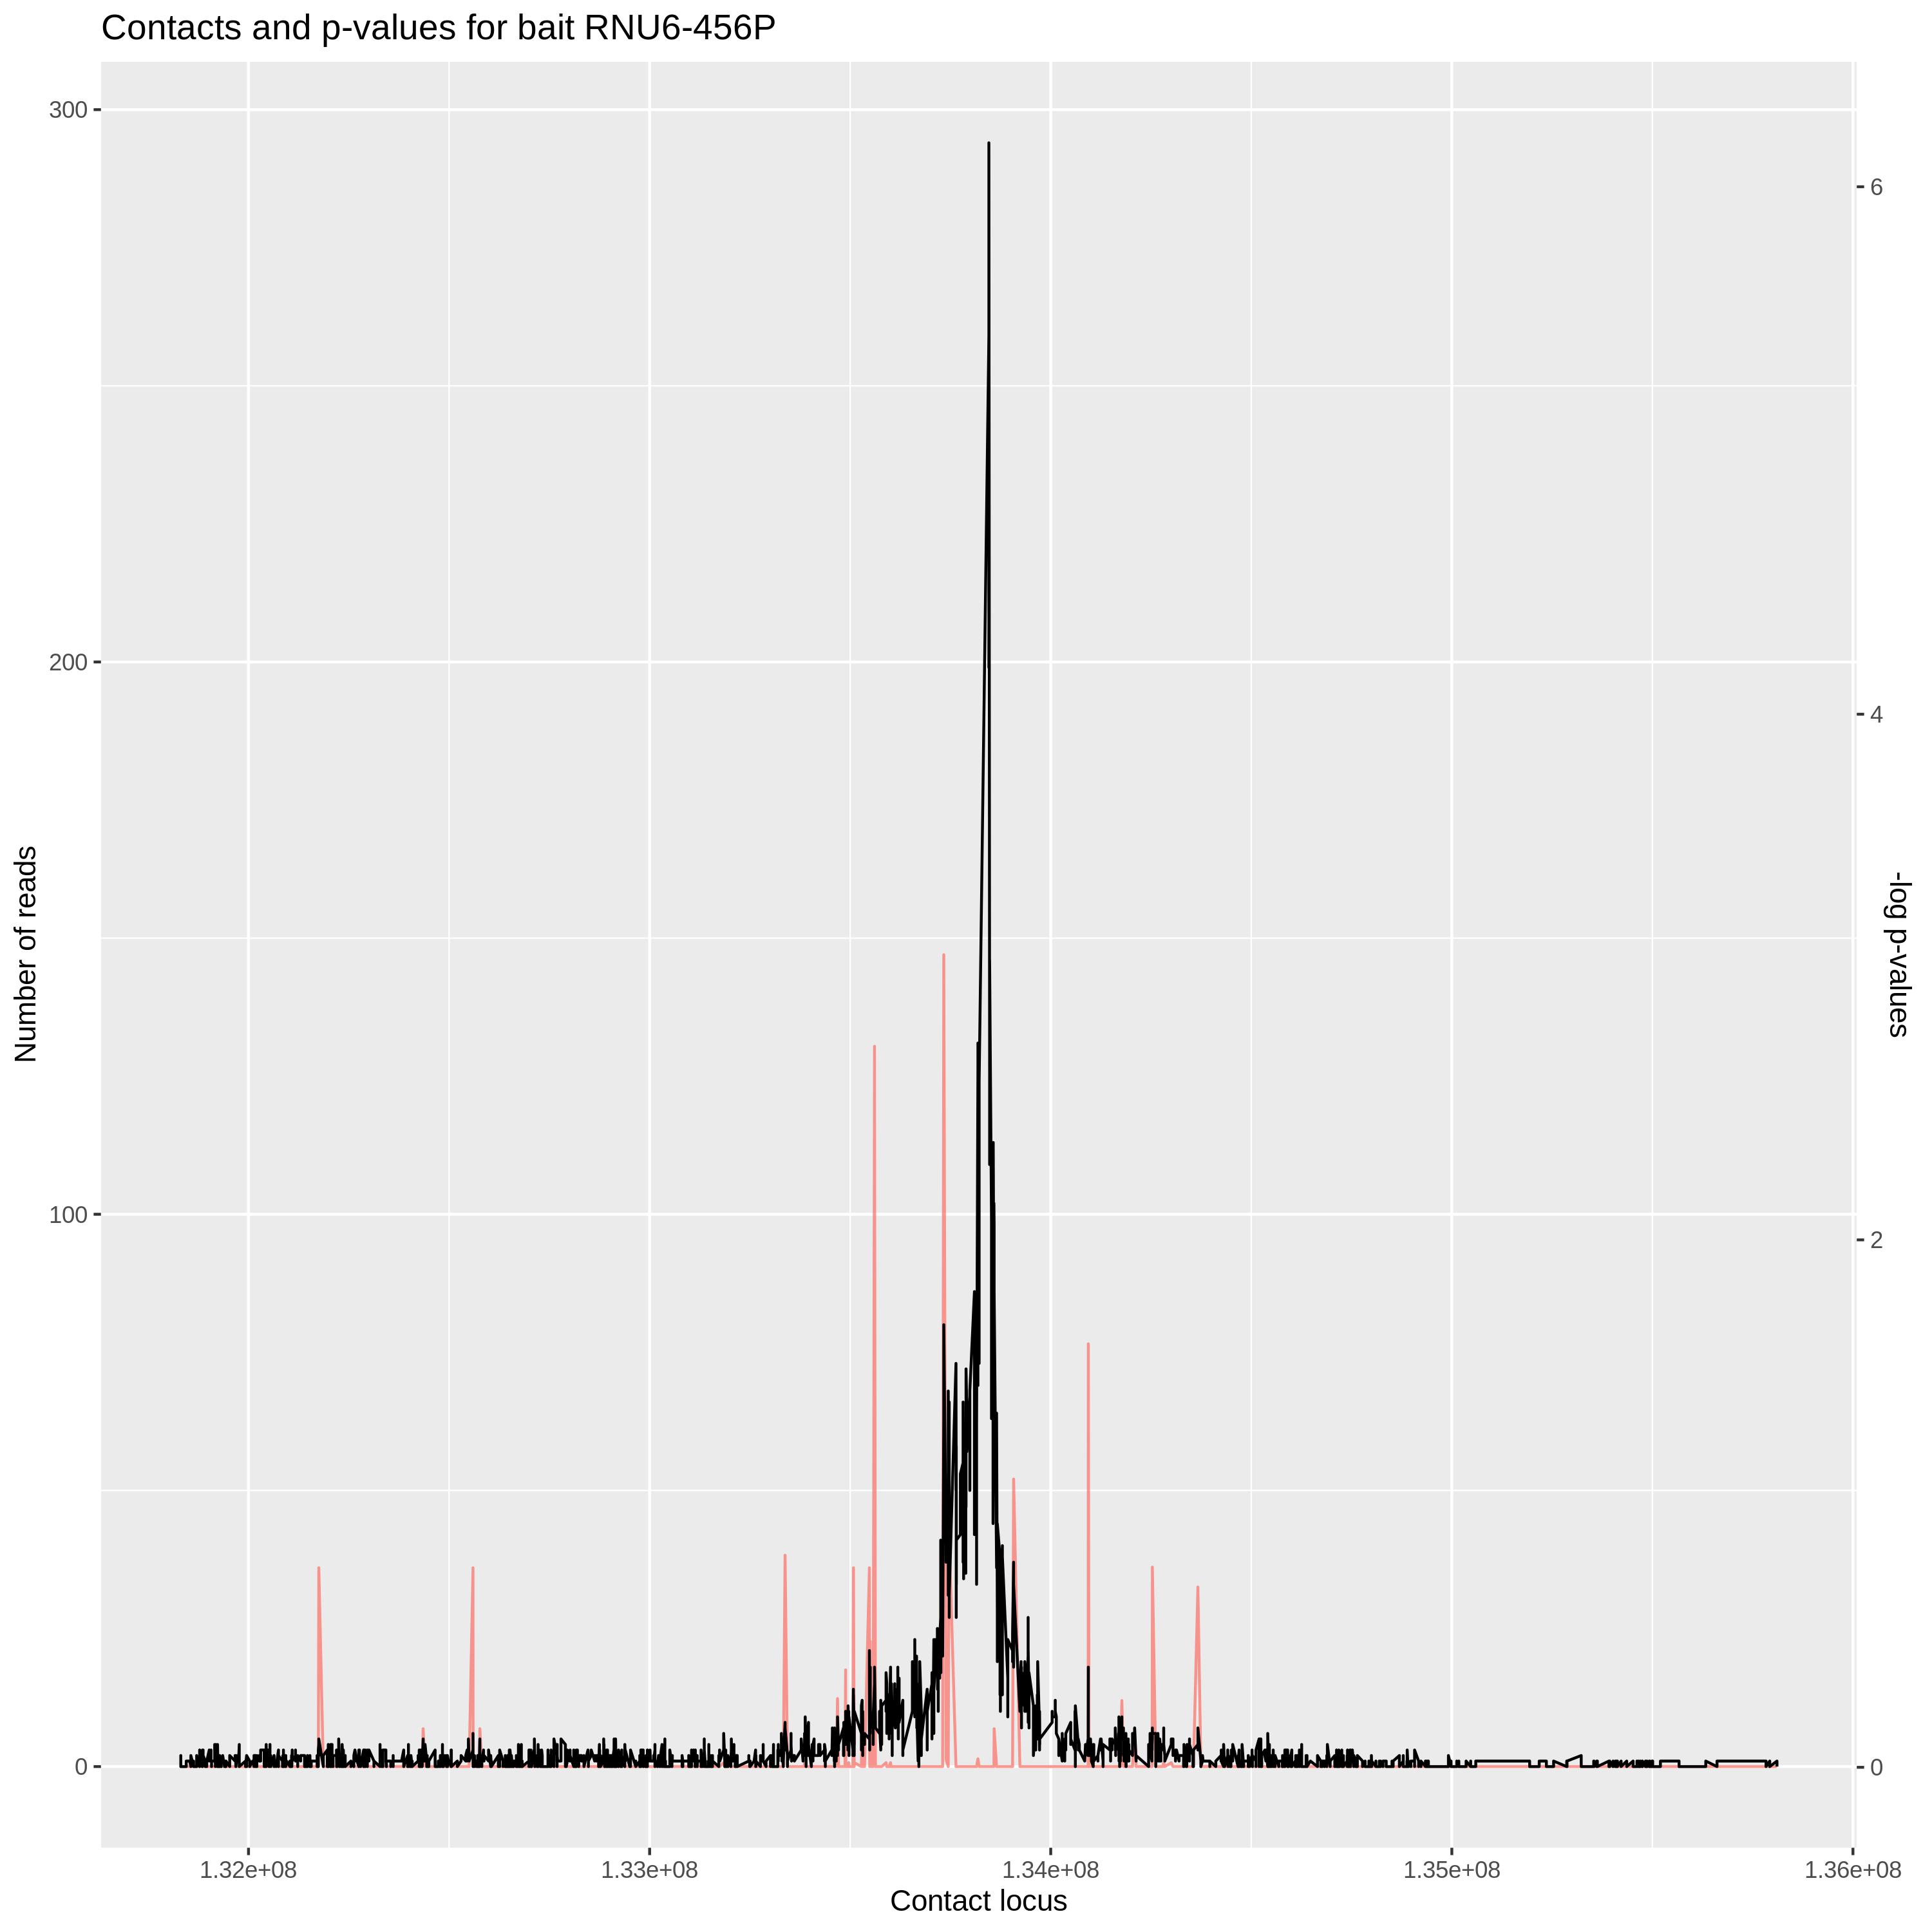 Contacts and p-values for bait RNU6-456P
300
200
100
0
6
4
2
0
Number of reads
-log p-values
1.32e+08
1.33e+08
1.34e+08
1.35e+08
1.36e+08
Contact locus